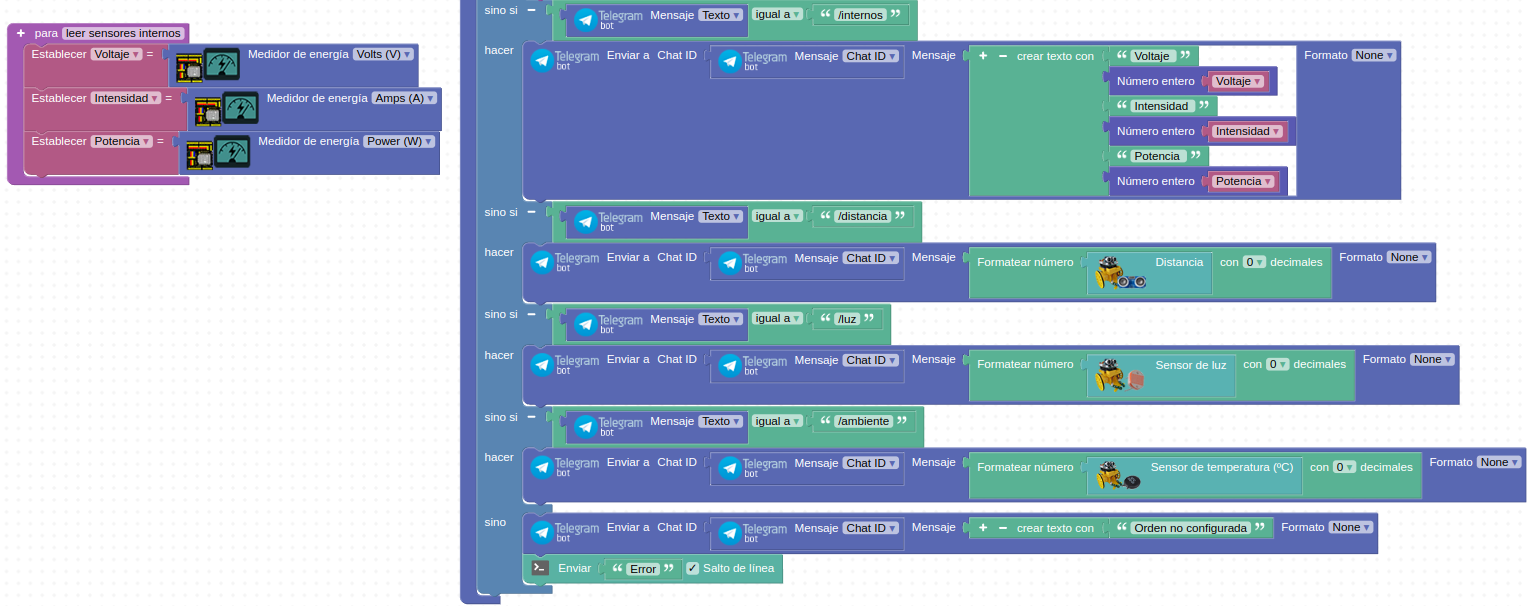 para leer sensores internos
Establecer Voltaje = Medidor de energía Volts (V)
Establecer Intensidad = Medidor de energía Amps (A)
Establecer Potencia = Medidor de energía Power (W)
sino si Telegram bot Mensaje Texto igual a “ /internos ”
hacer Telegram bot Enviar a Chat ID Telegram bot Mensaje Chat ID Mensaje + − crear texto con “ Voltaje ” Formato None
Número entero Voltaje
“ Intensidad ”
Número entero Intensidad
“ Potencia ”
Número entero Potencia
sino si Telegram bot Mensaje Texto igual a “ /distancia ”
hacer Telegram bot Enviar a Chat ID Telegram bot Mensaje Chat ID Mensaje Formatear número Distancia con 0 decimales Formato None
sino si Telegram bot Mensaje Texto igual a “ /luz ”
hacer Telegram bot Enviar a Chat ID Telegram bot Mensaje Chat ID Mensaje Formatear número Sensor de luz con 0 decimales Formato None
sino si Telegram bot Mensaje Texto igual a “ /ambiente ”
hacer Telegram bot Enviar a Chat ID Telegram bot Mensaje Chat ID Mensaje Formatear número Sensor de temperatura (ºC) con 0 decimales Formato None
sino Telegram bot Enviar a Chat ID Telegram bot Mensaje Chat ID Mensaje + − crear texto con “ Orden no configurada ” Formato None
Enviar “ Error ” Salto de línea